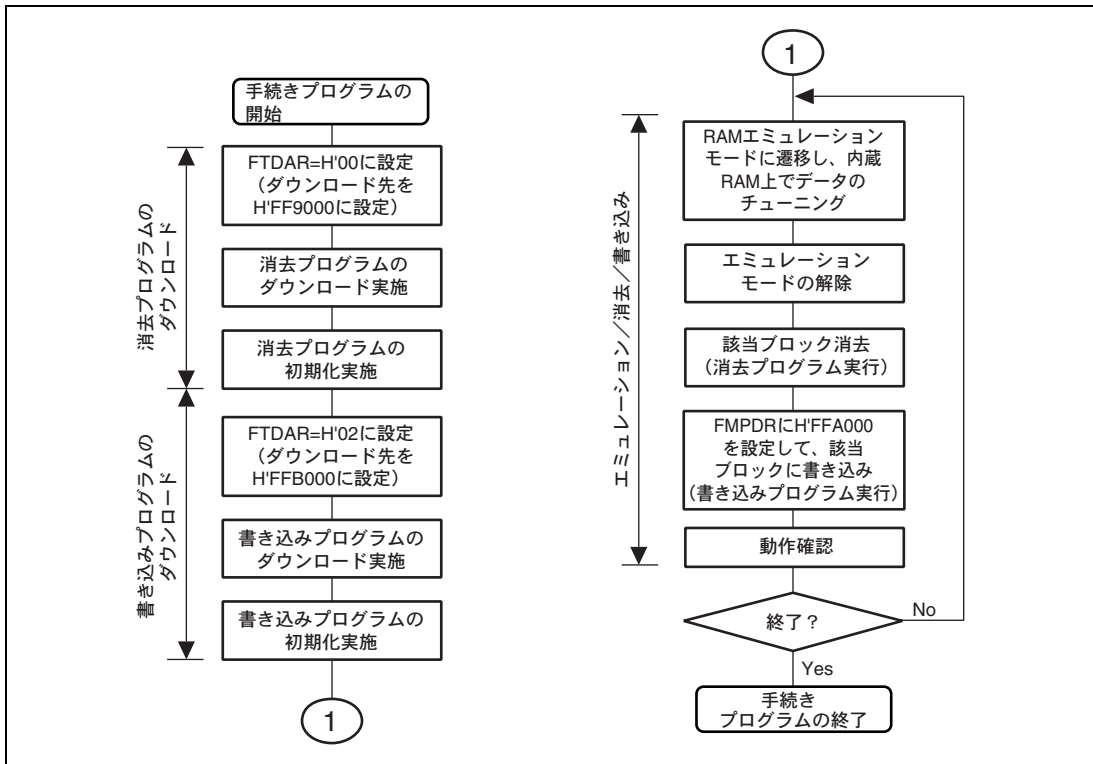 手続きプログラムの
開始
消去プログラムの
ダウンロード
FTDAR=H'00に設定
（ダウンロード先を
H'FF9000に設定）
消去プログラムの
ダウンロード実施
消去プログラムの
初期化実施
書き込みプログラムの
ダウンロード
FTDAR=H'02に設定
（ダウンロード先を
H'FFB000に設定）
書き込みプログラムの
ダウンロード実施
書き込みプログラムの
初期化実施
1
1
エミュレーション／消去／書き込み
RAMエミュレーション
モードに遷移し、内蔵
RAM上でデータの
チューニング
エミュレーション
モードの解除
該当ブロック消去
（消去プログラム実行）
FMPDRにH'FFA000
を設定して、該当
ブロックに書き込み
（書き込みプログラム実行）
動作確認
終了？
No
Yes
手続き
プログラムの終了